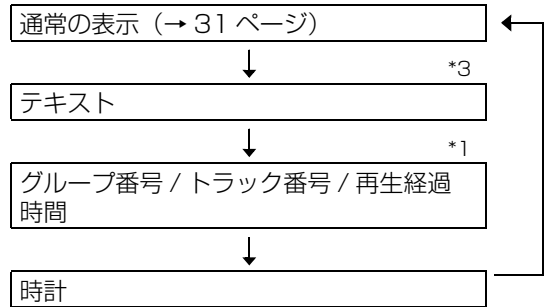 通常の表示（→ 31 ページ）
*3
テキスト
*1
グループ番号 / トラック番号 / 再生経過
時間
時計